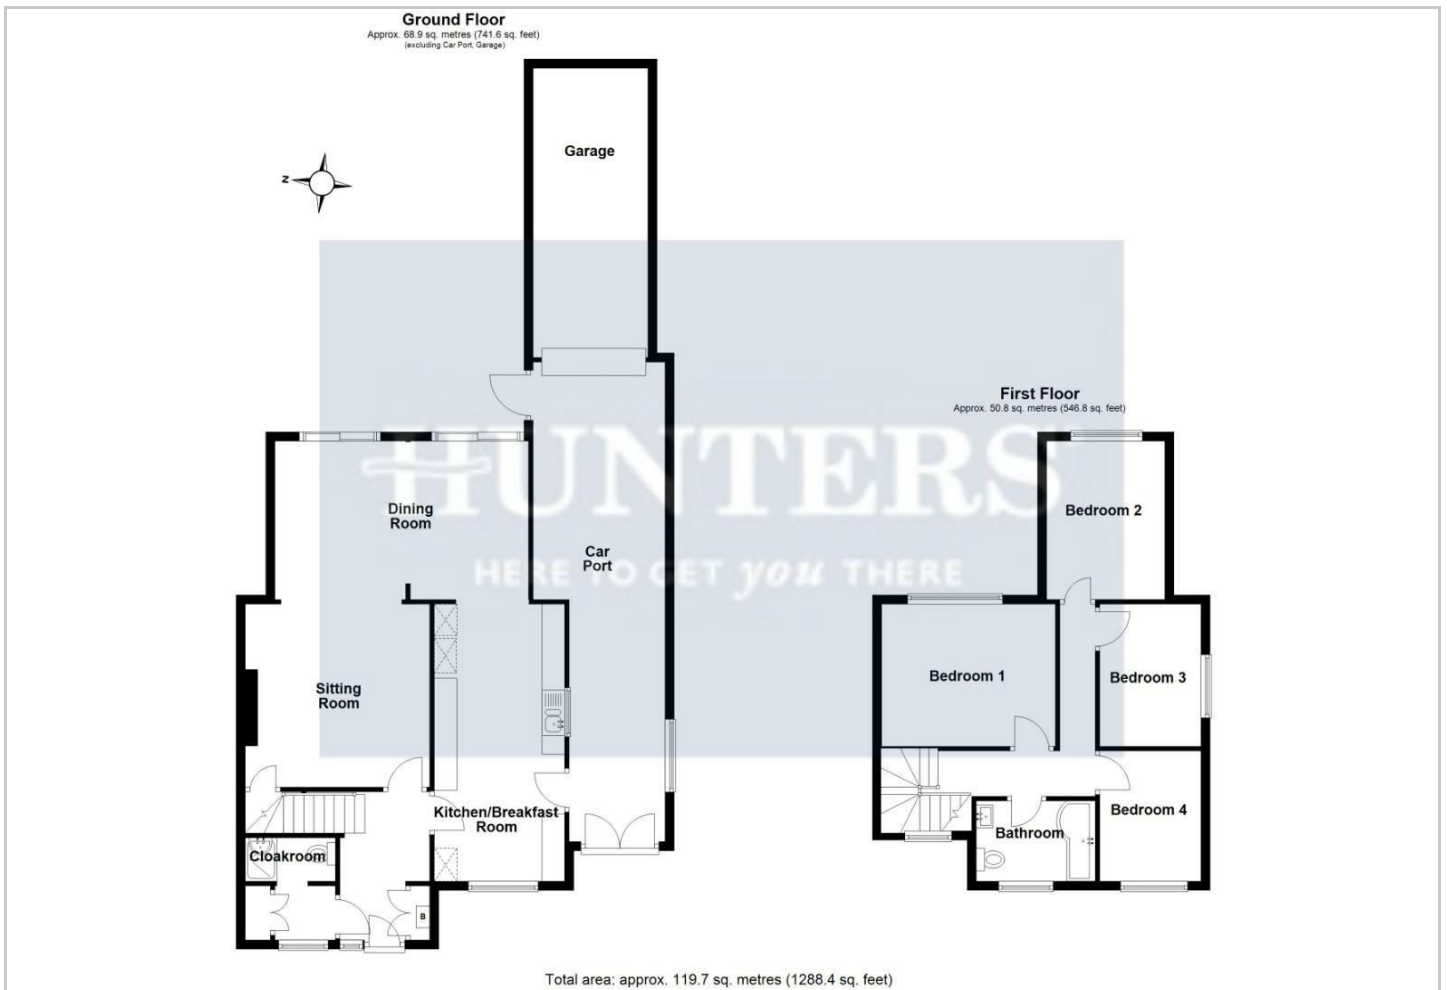 Ground Floor
Approx. 68.9 sq. metres (741.6 sq. feet)
(excluding Car Port, Garage)
Garage
Z
First Floor
Approx. 50.8 sq. metres (546.8 sq. feet)
HUNTERS
HERE TO GET you THERE
Dining
Room
Bedroom 2
Car
Port
Sitting
Room
Bedroom 1
Bedroom 3
Kitchen/Breakfast
Room
Bedroom 4
Bathroom
Cloakroom
B
Total area: approx. 119.7 sq. metres (1288.4 sq. feet)